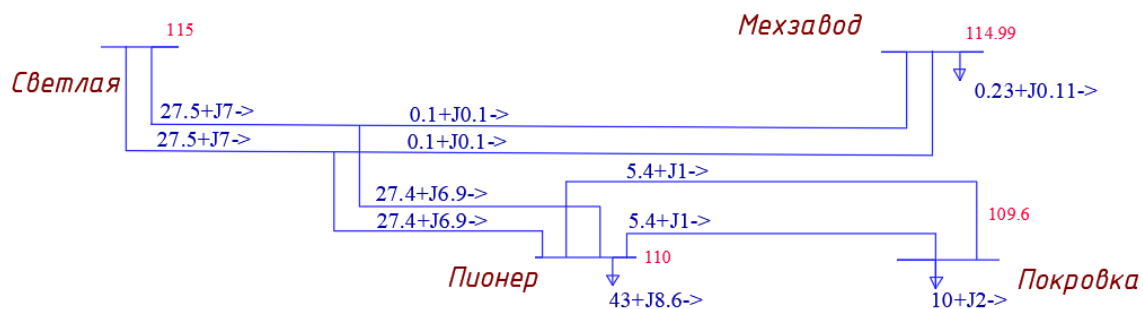 115
Мехзавод
114.99
Светлая
0.23+J0.11->
27.5+J7->
0.1+J0.1->
27.5+J7->
0.1+J0.1->
5.4+J1->
27.4+J6.9->
27.4+J6.9->
5.4+J1->
109.6
Пионер
110
Покровка
43+J8.6->
10+J2->